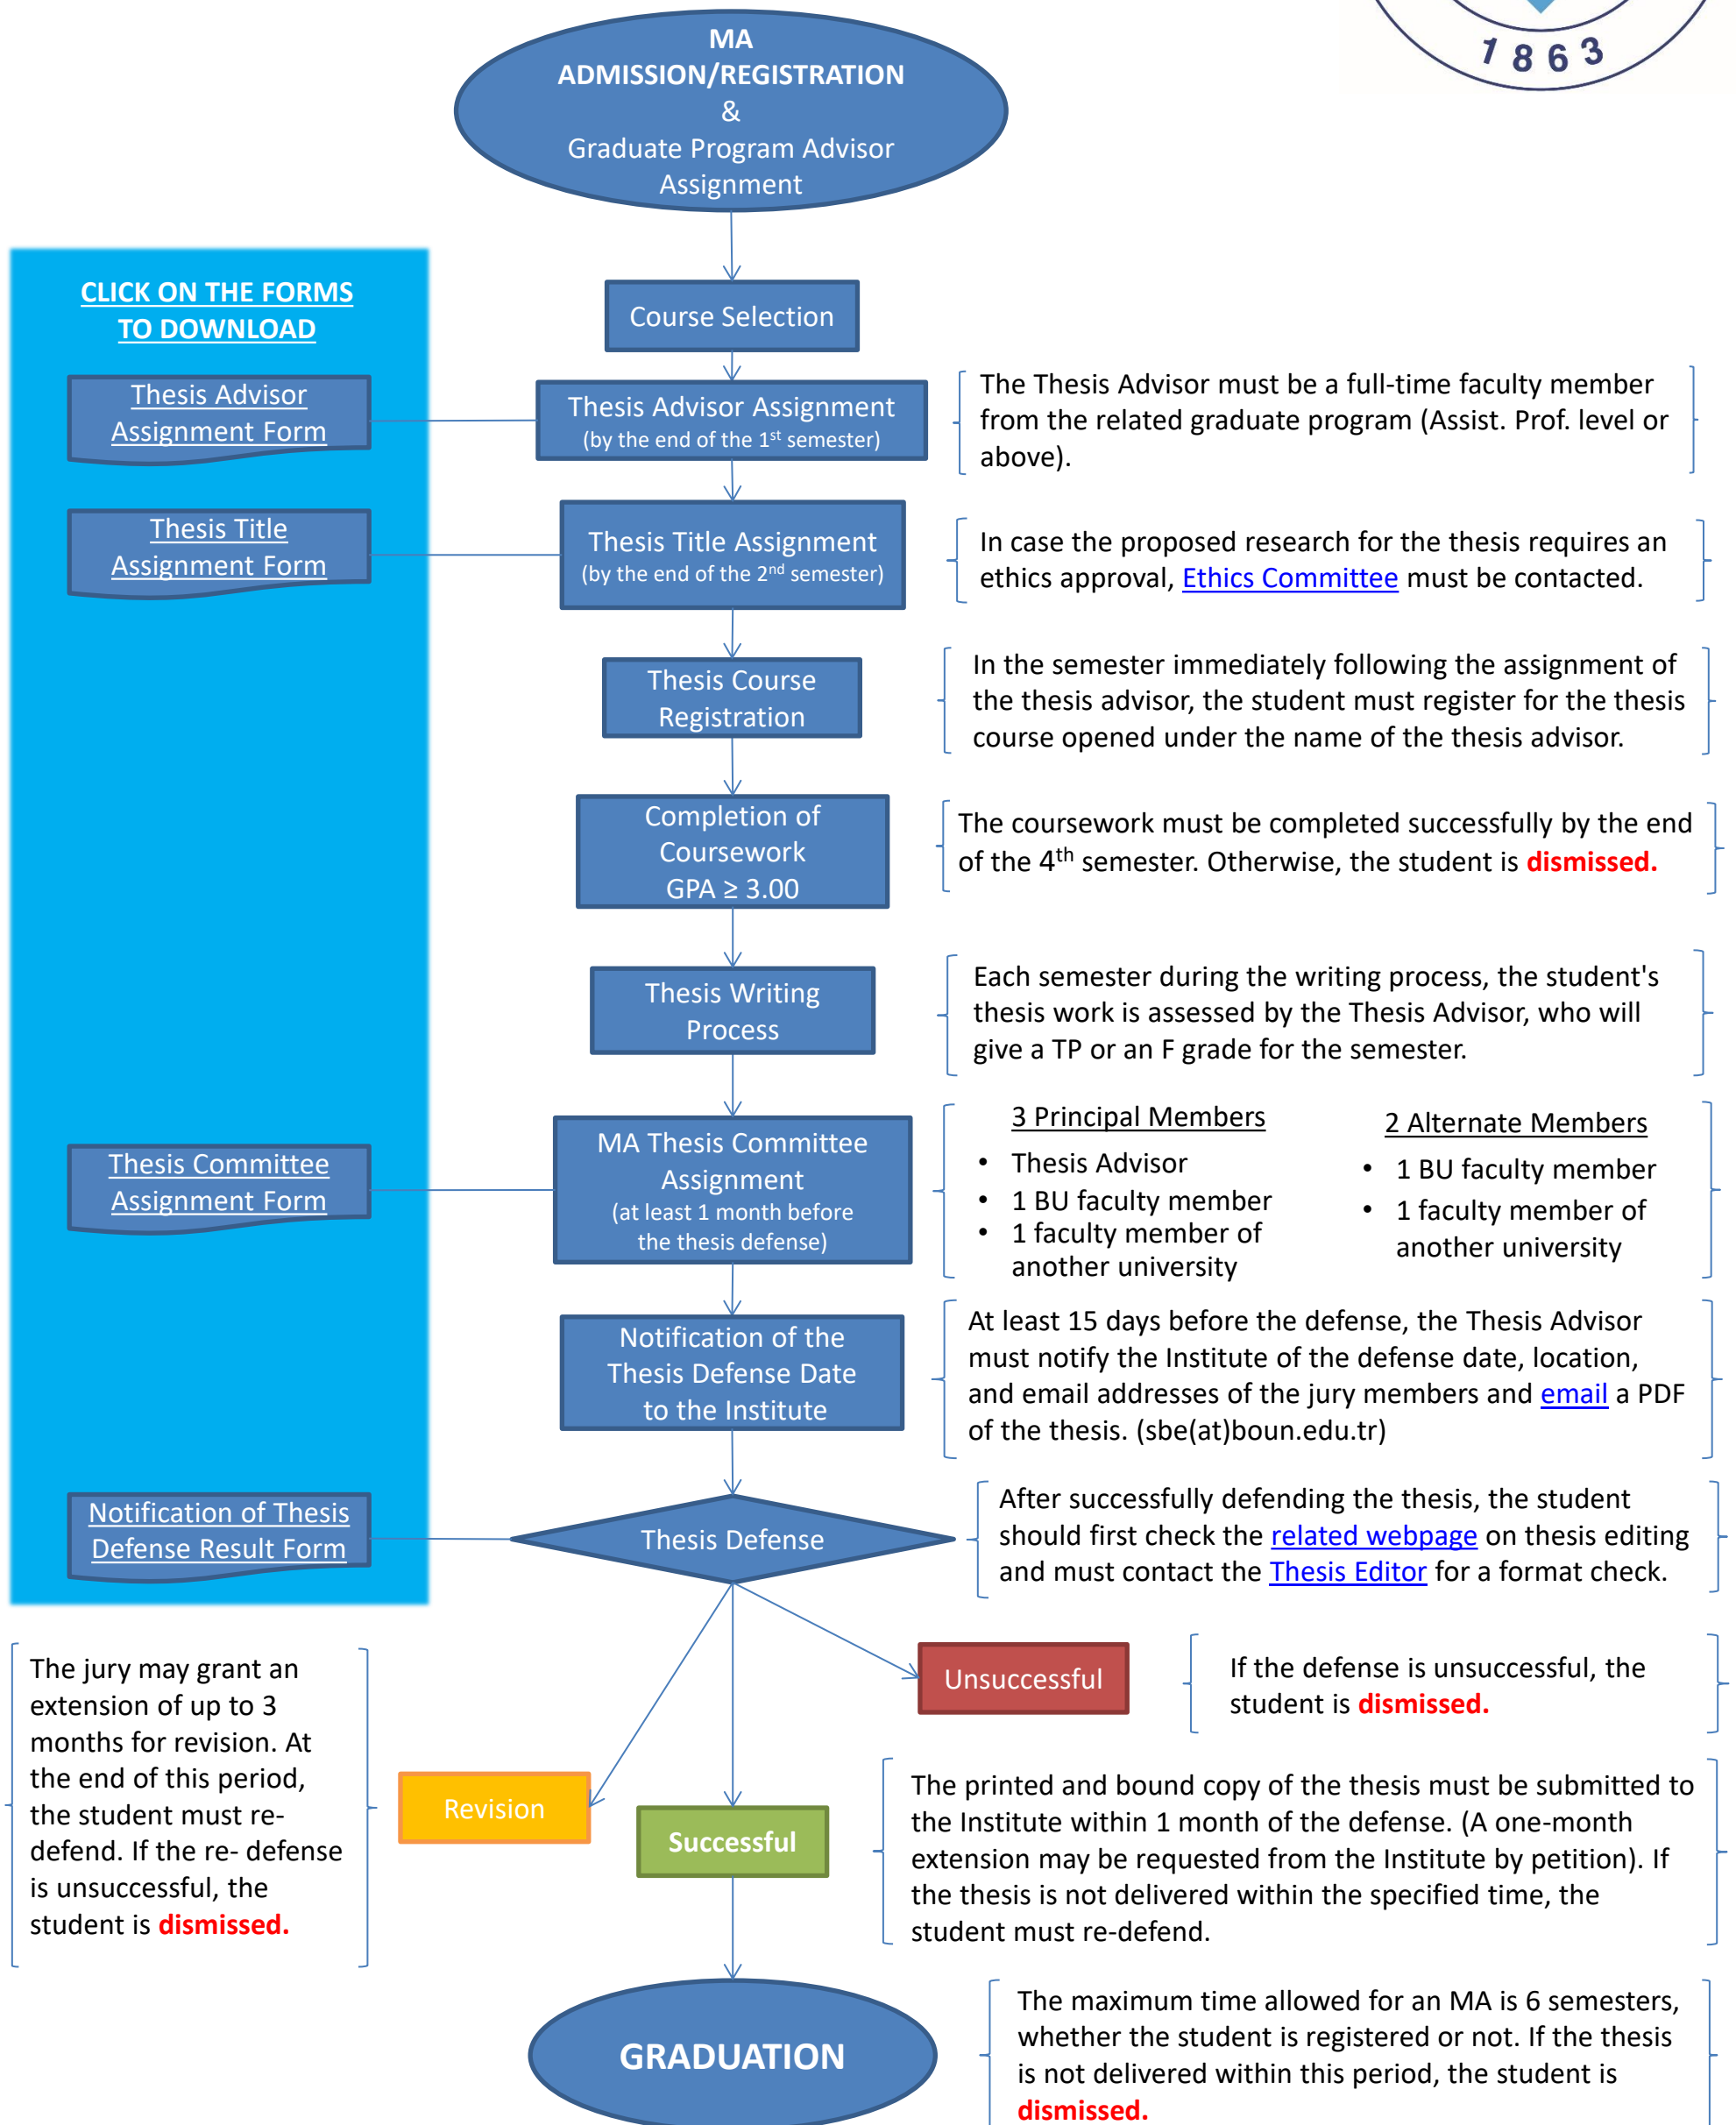 1863
MA
ADMISSION/REGISTRATION
&
Graduate Program Advisor
Assignment
CLICK ON THE FORMS
TO DOWNLOAD
Course Selection
Thesis Advisor
Assignment Form
Thesis Advisor Assignment
(by the end of the 1st semester)
The Thesis Advisor must be a full-time faculty member
from the related graduate program (Assist. Prof. level or
above).
Thesis Title
Assignment Form
Thesis Title Assignment
(by the end of the 2nd semester)
In case the proposed research for the thesis requires an
ethics approval, Ethics Committee must be contacted.
Thesis Course
Registration
In the semester immediately following the assignment of
the thesis advisor, the student must register for the thesis
course opened under the name of the thesis advisor.
Completion of
Coursework
GPA ≥ 3.00
The coursework must be completed successfully by the end
of the 4th semester. Otherwise, the student is dismissed.
Thesis Writing
Process
Each semester during the writing process, the student's
thesis work is assessed by the Thesis Advisor, who will
give a TP or an F grade for the semester.
Thesis Committee
Assignment Form
MA Thesis Committee
Assignment
(at least 1 month before
the thesis defense)
3 Principal Members
• Thesis Advisor
• 1 BU faculty member
• 1 faculty member of
another university
2 Alternate Members
• 1 BU faculty member
• 1 faculty member of
another university
Notification of the
Thesis Defense Date
to the Institute
At least 15 days before the defense, the Thesis Advisor
must notify the Institute of the defense date, location,
and email addresses of the jury members and email a PDF
of the thesis. (sbe(at)boun.edu.tr)
Notification of Thesis
Defense Result Form
Thesis Defense
After successfully defending the thesis, the student
should first check the related webpage on thesis editing
and must contact the Thesis Editor for a format check.
Unsuccessful
If the defense is unsuccessful, the
student is dismissed.
The jury may grant an
extension of up to 3
months for revision. At
the end of this period,
the student must re-
defend. If the re- defense
is unsuccessful, the
student is dismissed.
Revision
Successful
The printed and bound copy of the thesis must be submitted to
the Institute within 1 month of the defense. (A one-month
extension may be requested from the Institute by petition). If
the thesis is not delivered within the specified time, the
student must re-defend.
GRADUATION
The maximum time allowed for an MA is 6 semesters,
whether the student is registered or not. If the thesis
is not delivered within this period, the student is
dismissed.